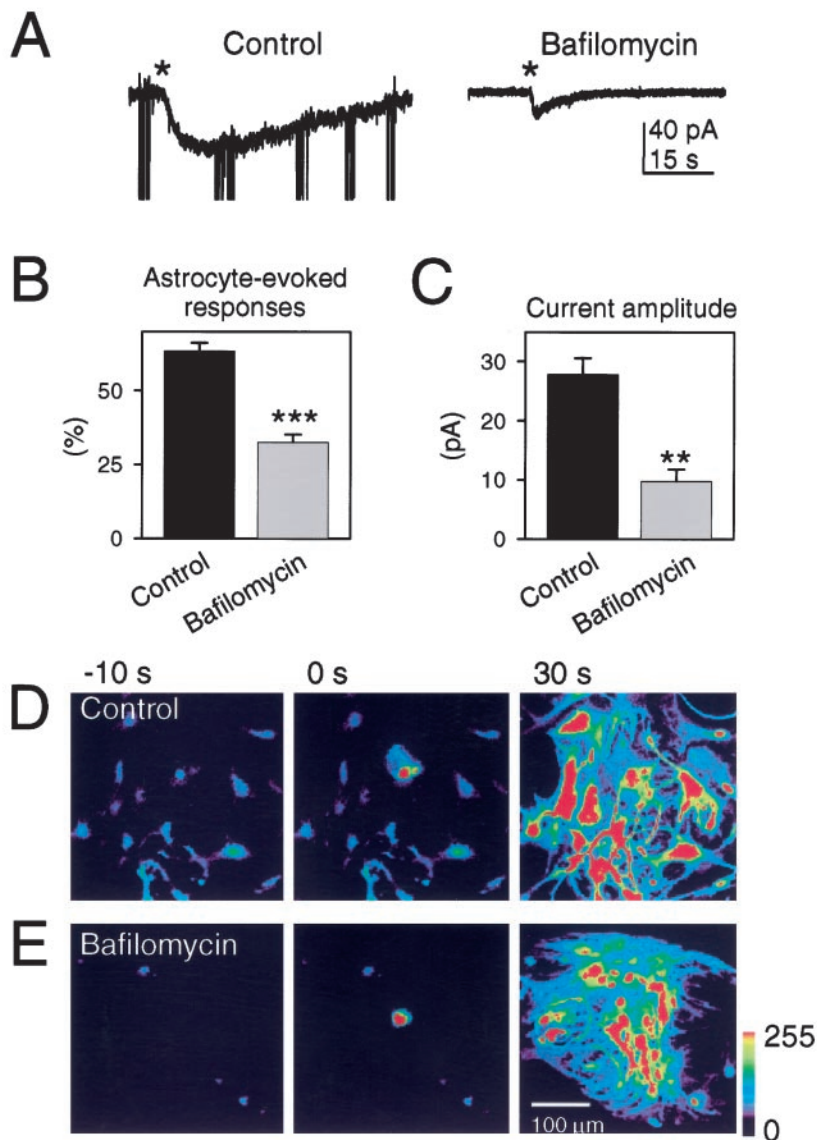 A
Control
Bafilomycin
*
*
40 pA
15 s
B
Astrocyte-evoked
responses
(%)
50
25
0
***
Control
Bafilomycin
C
Current amplitude
(pA)
30
20
10
0
**
Control
Bafilomycin
-10 s
0 s
30 s
D
Control
E
Bafilomycin
100 µm
255
0